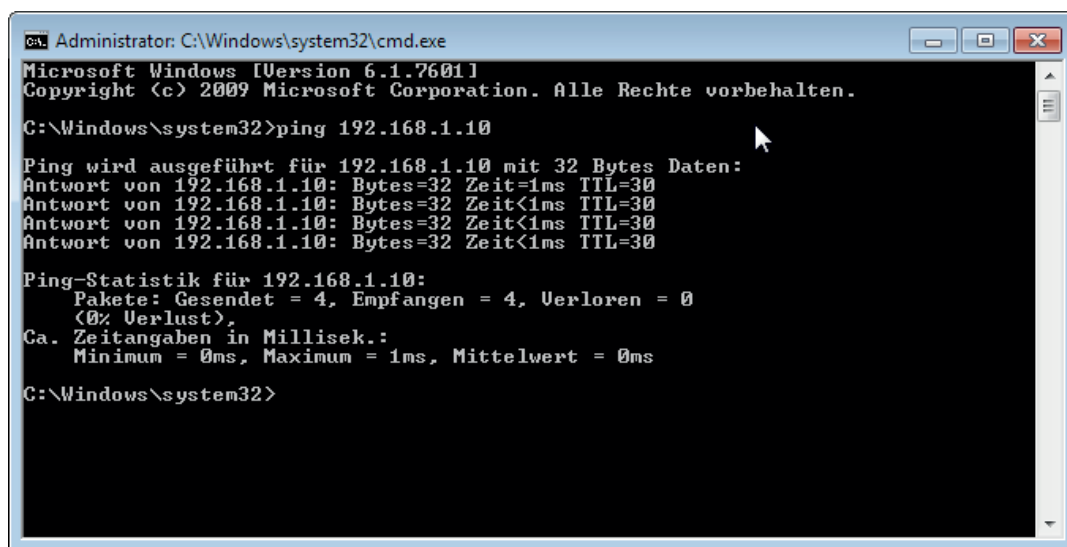 Administrator: C:\Windows\system32\cmd.exe
Microsoft Windows [Version 6.1.7601]
Copyright (c) 2009 Microsoft Corporation. Alle Rechte vorbehalten.
C:\Windows\system32>ping 192.168.1.10
Ping wird ausgeführt für 192.168.1.10 mit 32 Bytes Daten:
Antwort von 192.168.1.10: Bytes=32 Zeit=1ms TTL=30
Antwort von 192.168.1.10: Bytes=32 Zeit<1ms TTL=30
Antwort von 192.168.1.10: Bytes=32 Zeit<1ms TTL=30
Antwort von 192.168.1.10: Bytes=32 Zeit<1ms TTL=30
Ping-Statistik für 192.168.1.10:
Pakete: Gesendet = 4, Empfangen = 4, Verloren = 0
(0% Verlust),
Ca. Zeitangaben in Millisek.:
Minimum = 0ms, Maximum = 1ms, Mittelwert = 0ms
C:\Windows\system32>